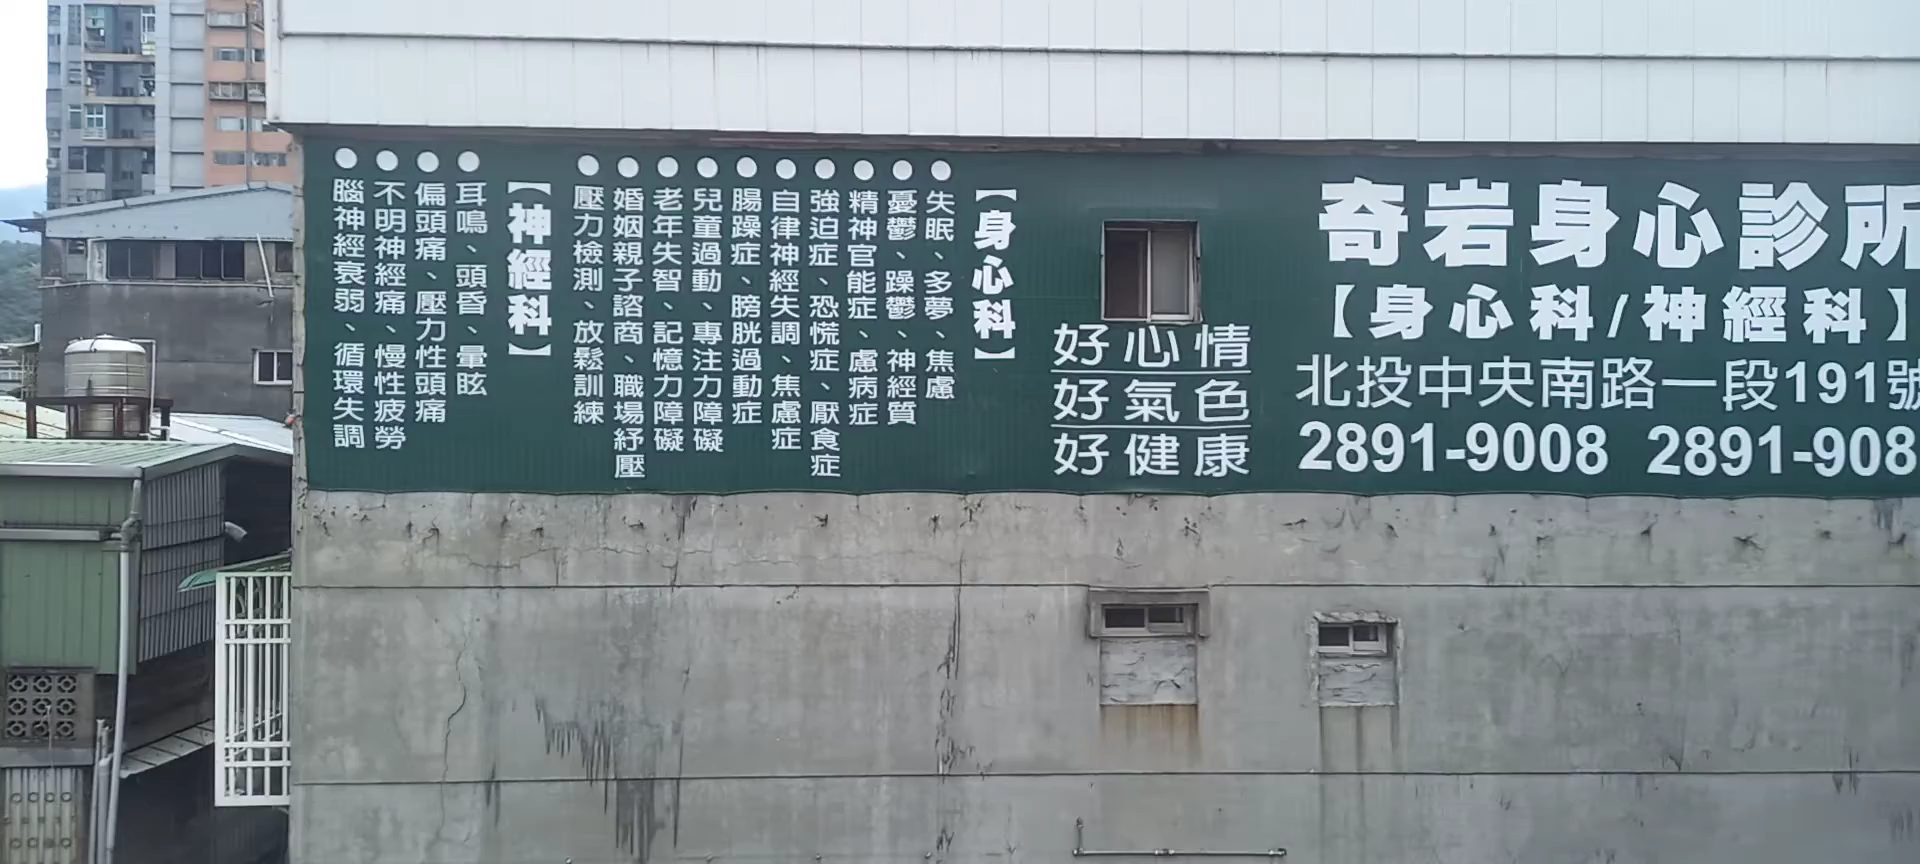 奇岩身心診所
【身心科/神經科】
北投中央南路一段191號
2891-9008 2891-908
好心情
好氣色
好健康
【身心科】
●失眠、多夢、焦慮
●憂鬱、躁鬱、神經質
●精神官能症、慮病症
●強迫症、恐慌症、厭食症
●自律神經失調、焦慮症
●腸躁症、膀胱過動症
●兒童過動、專注力障礙
●老年失智、記憶力障礙
●婚姻親子諮商、職場紓壓
●壓力檢測、放鬆訓練
【神經科】
●耳鳴、頭昏、暈眩
●偏頭痛、壓力性頭痛
●不明神經痛、慢性疲勞
●腦神經衰弱、循環失調